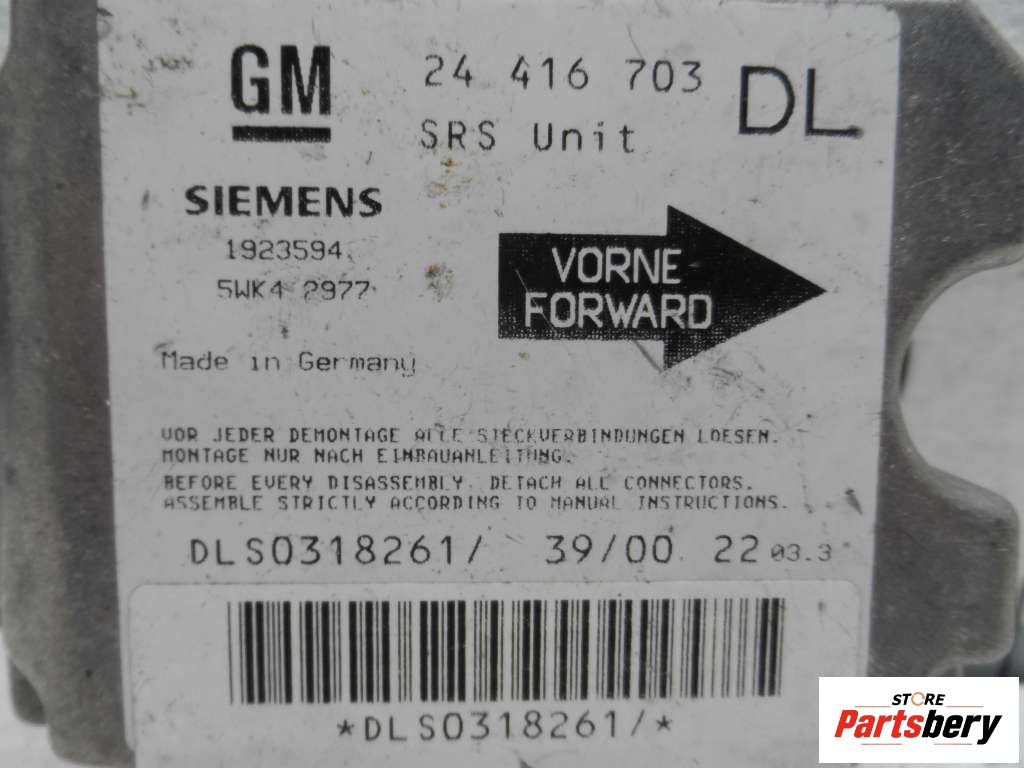 GM 24 416 703 DL
SRS Unit
SIEMENS
1923594
5WK4 2977
VORNE
FORWARD
Made in Germany
VOR JEDER DEMONTAGE ALLE STECKVERBINDUNGEN LOESEN.
MONTAGE NUR NACH EINBAUANLEITUNG.
BEFORE EVERY DISASSEMBLY DETACH ALL CONNECTORS.
ASSEMBLE STRICTLY ACCORDING TO MANUAL INSTRUCTIONS.
DLS0318261/ 39/00 22 03.3
*DLS0318261/*
STORE
Partsbery